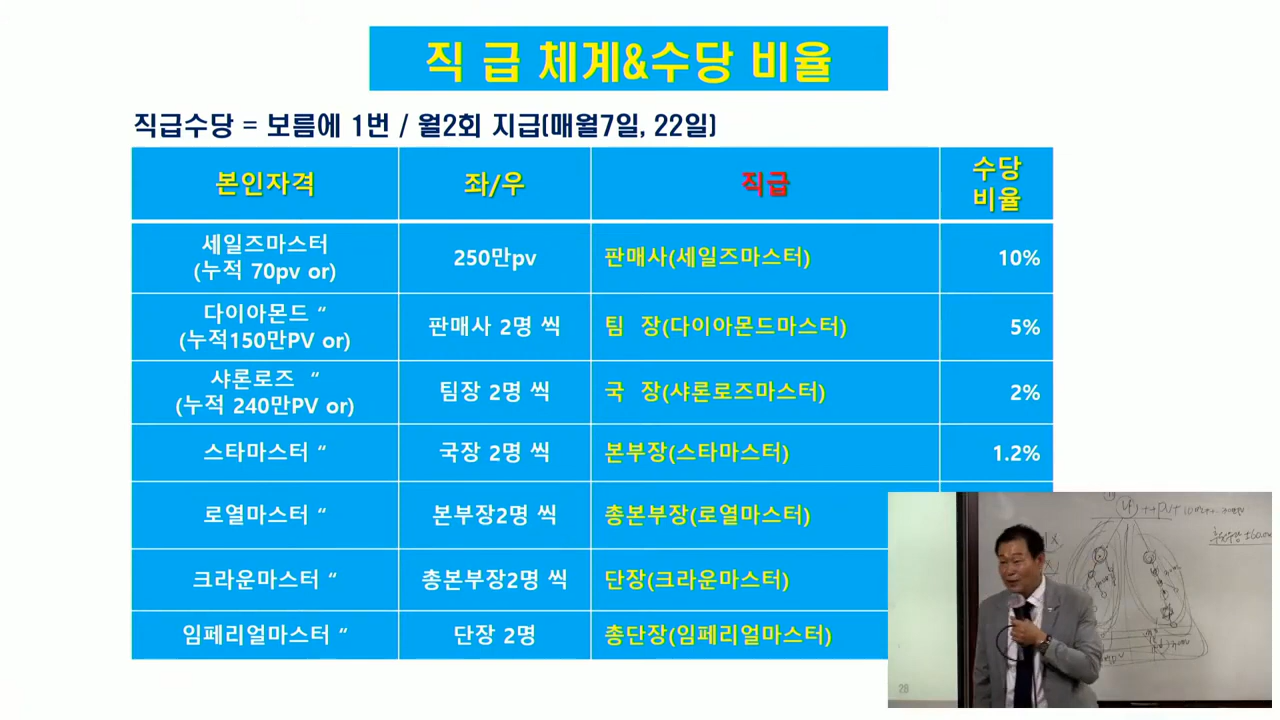 직 급 체계&수당 비율
직급수당 = 보름에 1번 / 월2회 지급(매월7일, 22일)
본인자격 좌/우 직급 수당 비율
세일즈마스터 (누적 70pv or) 250만pv 판매사(세일즈마스터) 10%
다이아몬드 “ (누적150만PV or) 판매사 2명 씩 팀 장(다이아몬드마스터) 5%
샤론로즈 “ (누적 240만PV or) 팀장 2명 씩 국 장(샤론로즈마스터) 2%
스타마스터 “ 국장 2명 씩 본부장(스타마스터) 1.2%
로열마스터 “ 본부장2명 씩 총본부장(로열마스터)
크라운마스터 “ 총본부장2명 씩 단장(크라운마스터)
임페리얼마스터 “ 단장 2명 총단장(임페리얼마스터)
나
28